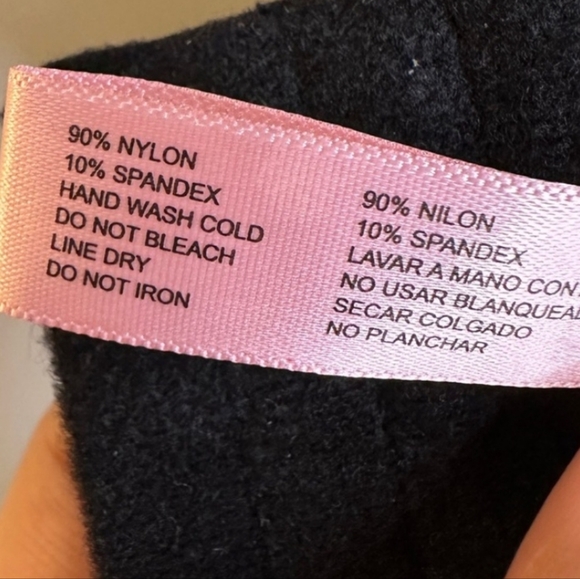 90% NYLON
10% SPANDEX
HAND WASH COLD
DO NOT BLEACH
LINE DRY
DO NOT IRON
90% NILON
10% SPANDEX
LAVAR A MANO CON
NO USAR BLANQUEA
SECAR COLGADO
NO PLANCHAR